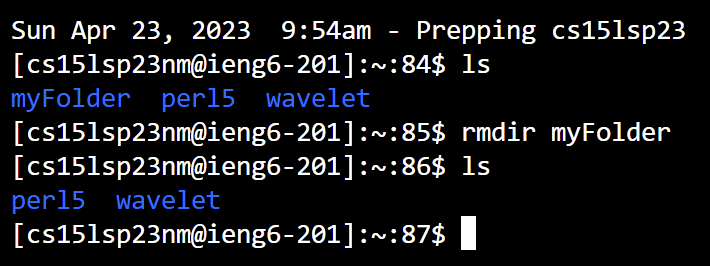 Sun Apr 23, 2023  9:54am - Prepping cs15lsp23
[cs15lsp23nm@ieng6-201]:~:84$ ls
myFolder  perl5  wavelet
[cs15lsp23nm@ieng6-201]:~:85$ rmdir myFolder
[cs15lsp23nm@ieng6-201]:~:86$ ls
perl5  wavelet
[cs15lsp23nm@ieng6-201]:~:87$